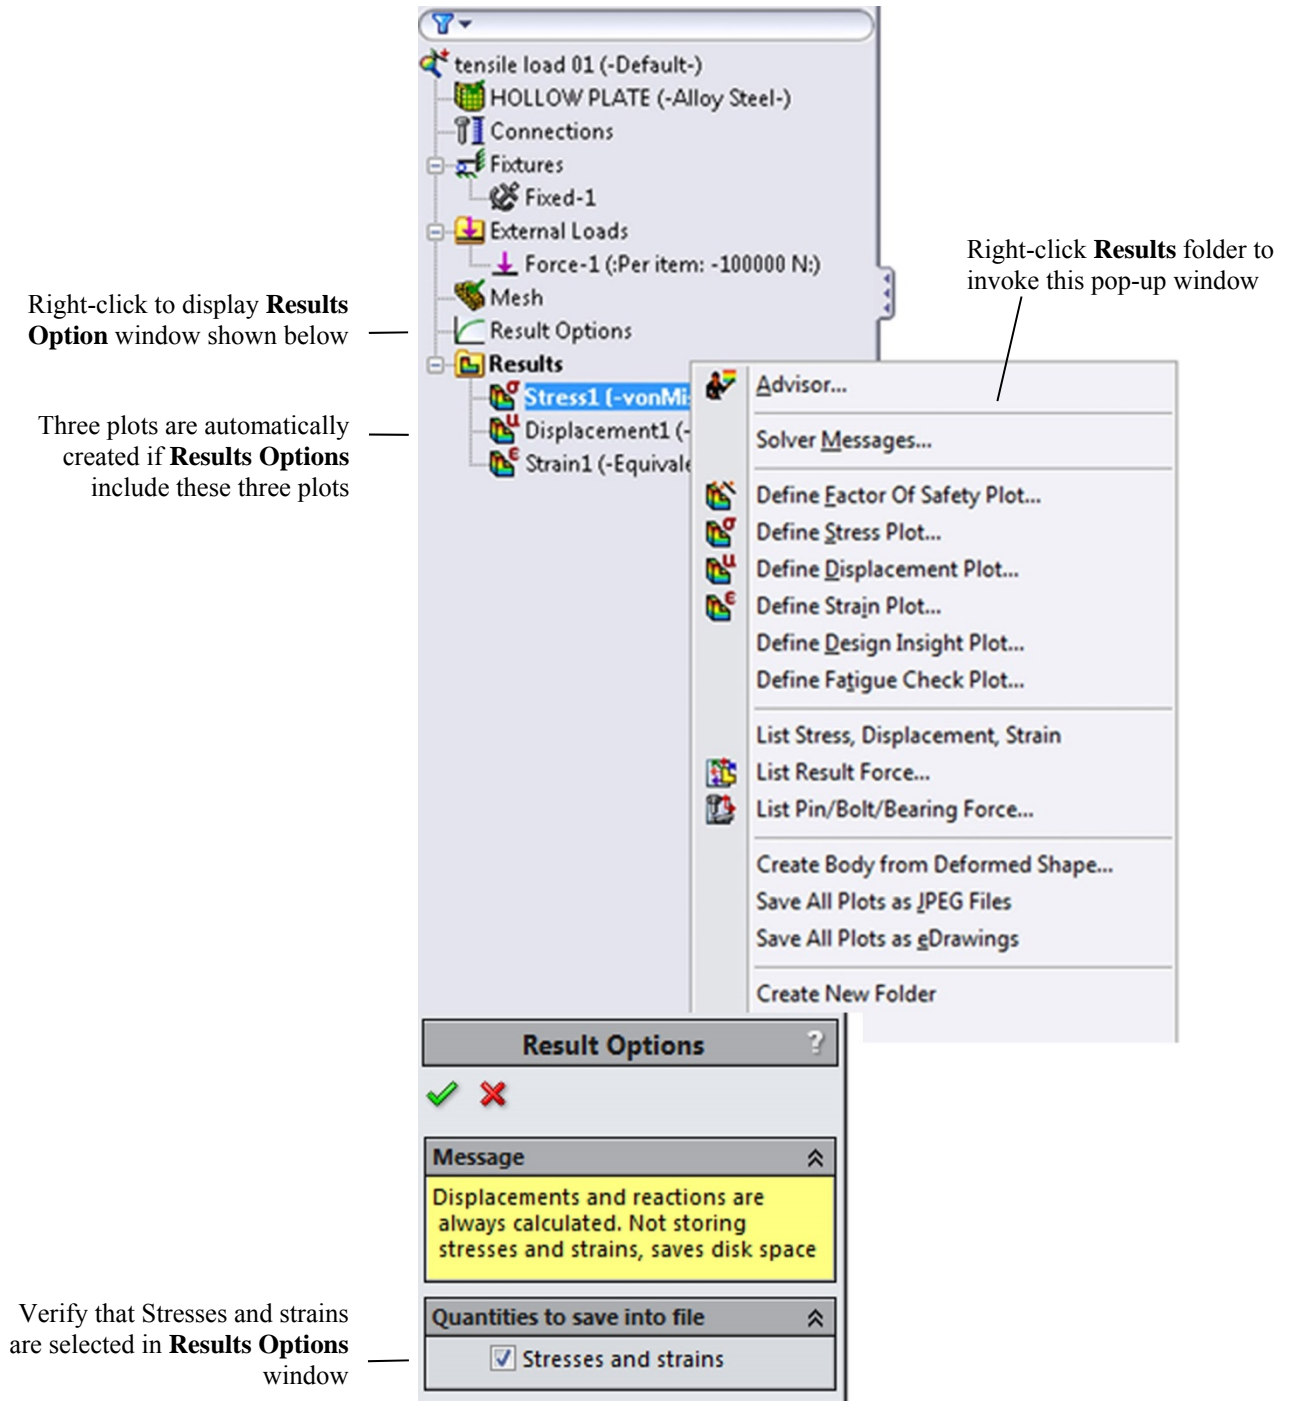 tensile load 01 (-Default-)
HOLLOW PLATE (-Alloy Steel-)
Connections
Fixtures
Fixed-1
External Loads
Force-1 (:Per item: -100000 N:)
Mesh
Result Options
Results
Stress1 (-vonMis
Displacement1 (-
Strain1 (-Equivale
Right-click to display Results
Option window shown below
Three plots are automatically
created if Results Options
include these three plots
Right-click Results folder to
invoke this pop-up window
Advisor...
Solver Messages...
Define Factor Of Safety Plot...
Define Stress Plot...
Define Displacement Plot...
Define Strain Plot...
Define Design Insight Plot...
Define Fatigue Check Plot...
List Stress, Displacement, Strain
List Result Force...
List Pin/Bolt/Bearing Force...
Create Body from Deformed Shape...
Save All Plots as JPEG Files
Save All Plots as eDrawings
Create New Folder
Result Options
?
Message
Displacements and reactions are
always calculated. Not storing
stresses and strains, saves disk space
Verify that Stresses and strains
are selected in Results Options
window
Quantities to save into file
Stresses and strains